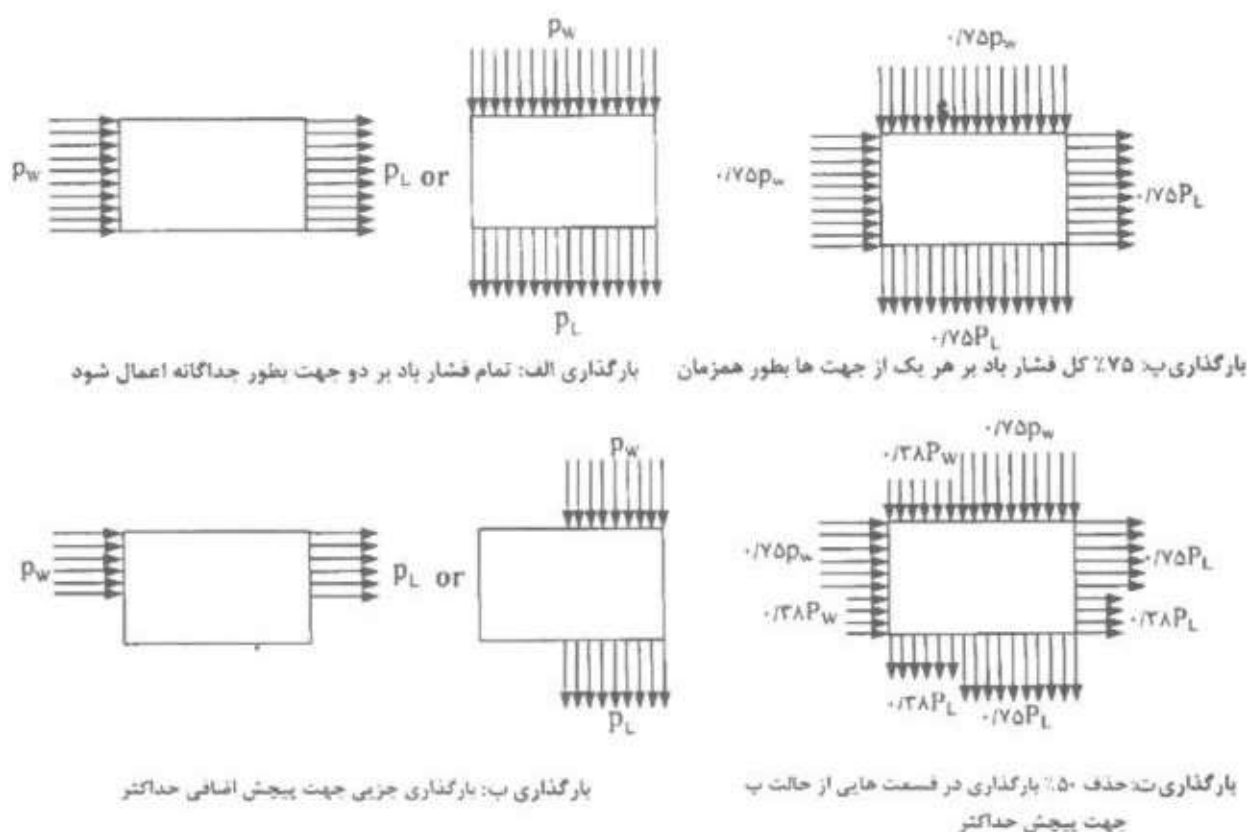 P_W
۰/۷۵p_w
p_W
p_L or
۰/۷۵p_w
۰/۷۵P_L
p_L
۰/۷۵P_L
بارگذاری الف: تمام فشار باد بر دو جهت بطور جداگانه اعمال شود
بارگذاری پ: ۷۵٪ کل فشار باد بر هر یک از جهت ها بطور همزمان
p_W
۰/۳۸P_W
۰/۷۵p_w
p_W
p_L or
۰/۷۵p_w
۰/۷۵P_L
۰/۳۸P_W
۰/۳۸P_L
p_L
۰/۳۸P_L
۰/۷۵P_L
بارگذاری ب: بارگذاری جزیی جهت پیچش اضافی حداکثر
بارگذاری ت: حذف ۵۰٪ بارگذاری در قسمت هایی از حالت پ
جهت پیچش حداکثر